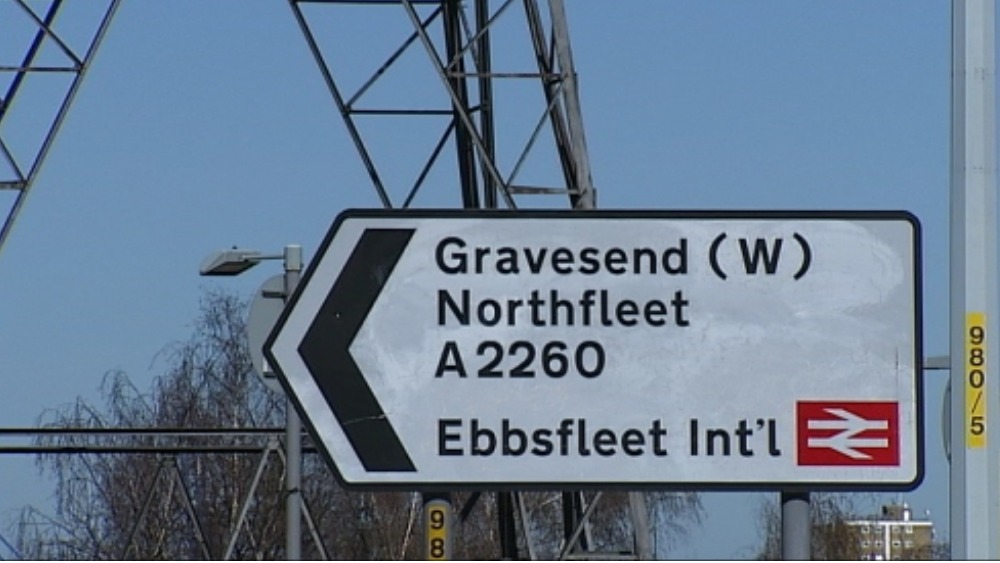 Gravesend (W)
Northfleet
A2260
Ebbsfleet Int'l
980/5
98